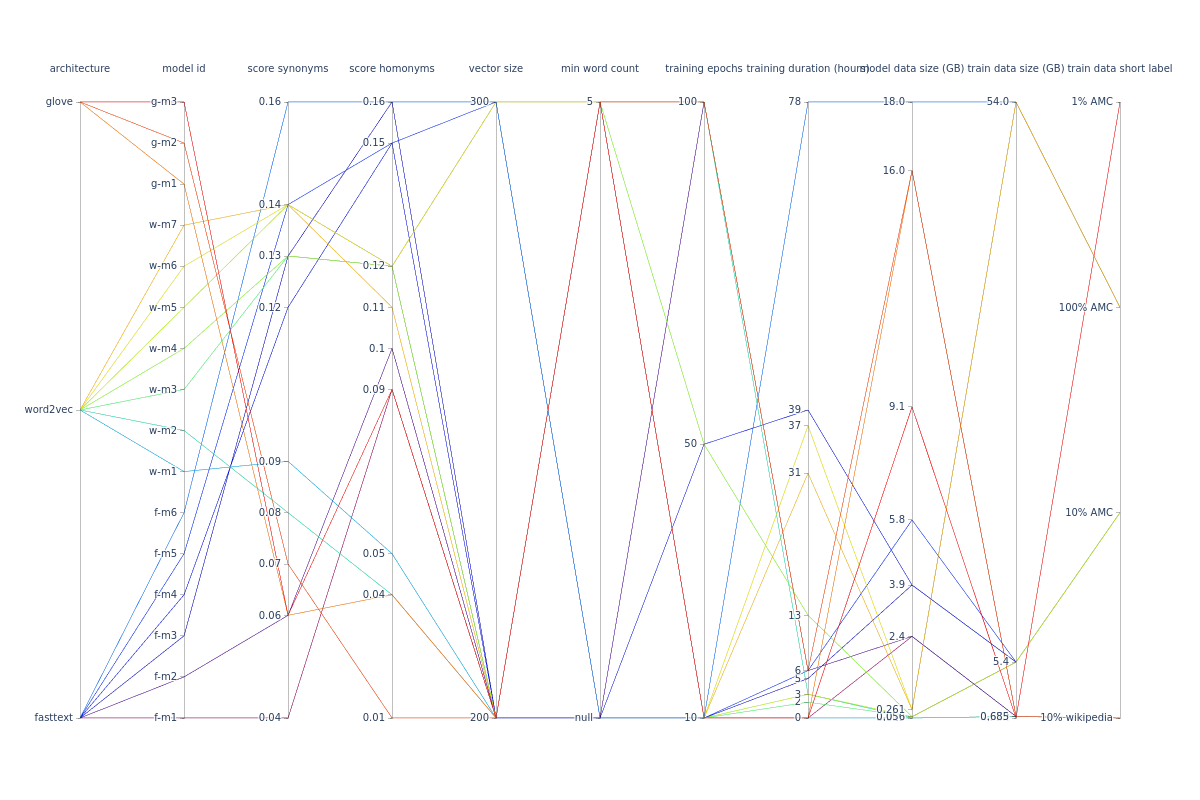 architecture model id score synonyms score homonyms vector size min word count training epochs training duration (hours) model data size (GB) train data size (GB) train data short label
glove g-m3 0.16 0.16 300 5 100 78 18.0 54.0 1% AMC
g-m2 0.15
16.0
g-m1
0.14
w-m7
0.13
w-m6 0.12
w-m5 0.12 0.11 100% AMC
w-m4 0.1
w-m3 0.09
word2vec 39 9.1
w-m2 37
50
w-m1 0.09 31
f-m6 0.08 5.8 10% AMC
f-m5 0.07 0.05
f-m4 0.04 3.9
f-m3 0.06 13 2.4
f-m2 6 5.4
5
3
2 0.261
fasttext f-m1 0.04 0.01 200 null 10 0 0,056 0,685 10% wikipedia